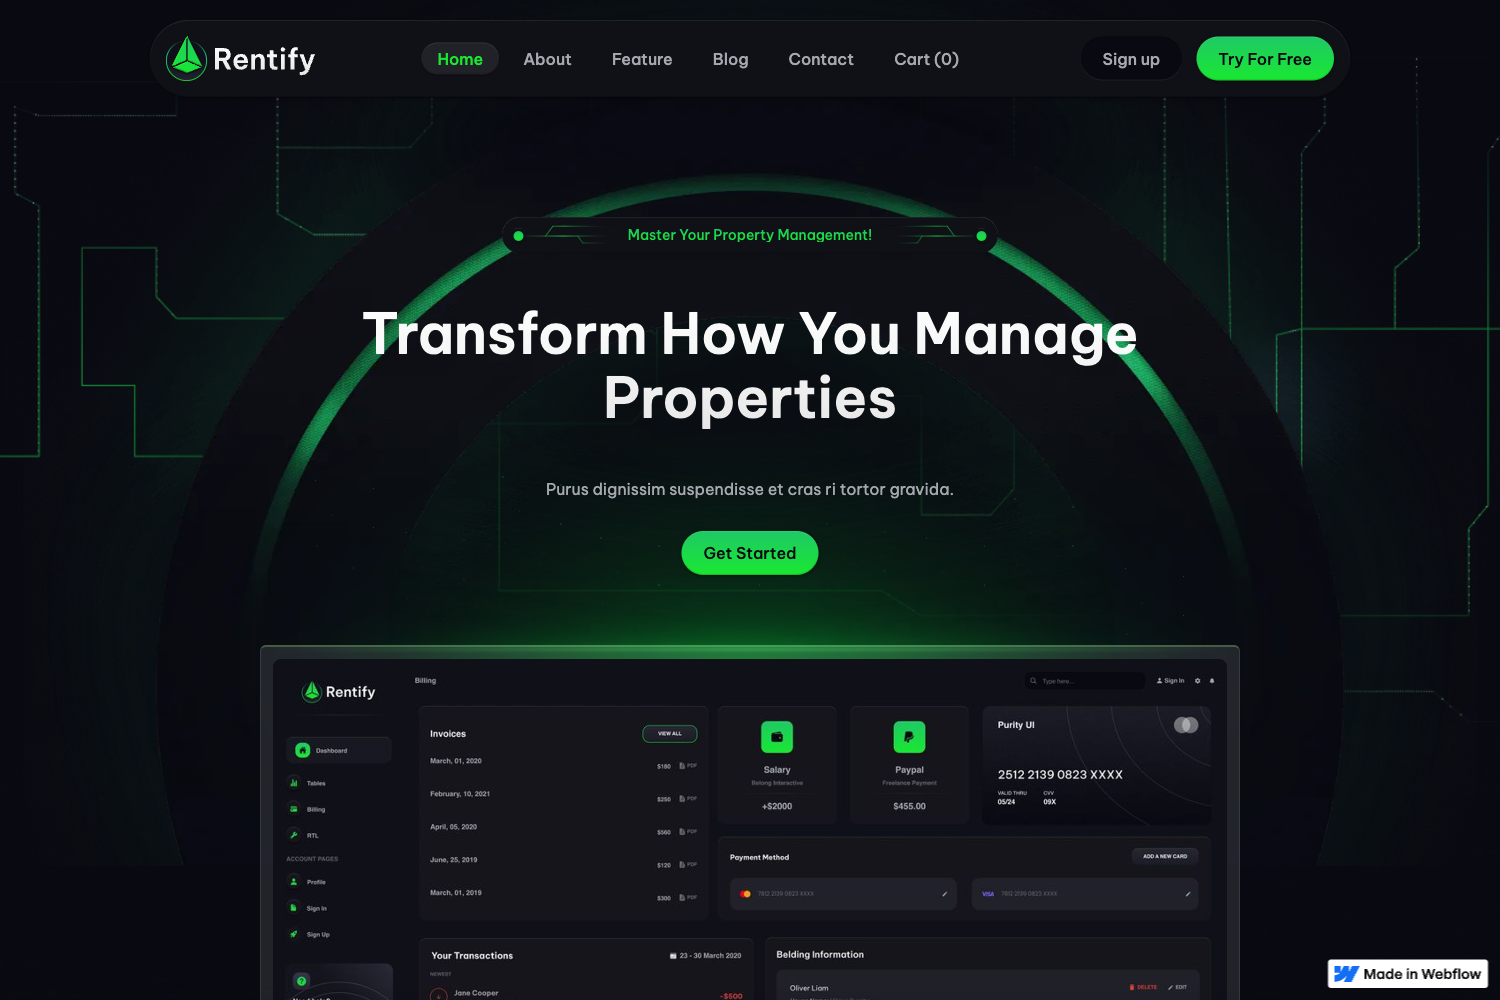 Rentify
Home
About
Feature
Blog
Contact
Cart (0)
Sign up
Try For Free
Master Your Property Management!
Transform How You Manage
Properties
Purus dignissim suspendisse et cras ri tortor gravida.
Get Started
Rentify
Billing
Type here...
Sign In
Dashboard
Tables
Billing
RTL
ACCOUNT PAGES
Profile
Sign In
Sign Up
Invoices
VIEW ALL
March, 01, 2020
$180 PDF
February, 10, 2021
$250 PDF
April, 05, 2020
$560 PDF
June, 25, 2019
$120 PDF
March, 01, 2019
$300 PDF
Salary
Belong Interactive
+$2000
Paypal
Freelance Payment
$455.00
Purity UI
2512 2139 0823 XXXX
VALID THRU
05/24
CVV
09X
Payment Method
ADD A NEW CARD
7812 2139 0823 XXXX
VISA 7812 2139 0823 XXXX
Your Transactions
23 - 30 March 2020
NEWEST
Jane Cooper
-$500
Belding Information
Oliver Liam
DELETE
EDIT
Made in Webflow